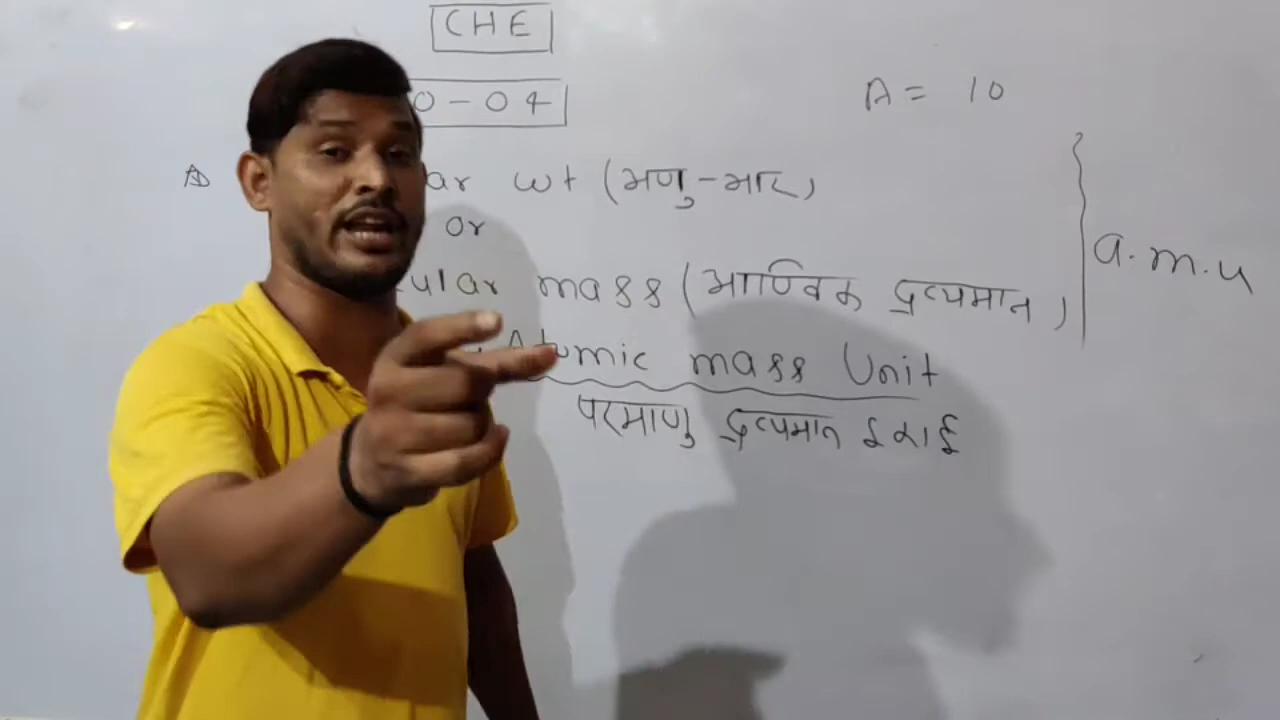 CHE
0-04
A = 10
ar wt (अणु-भार)
or
cular mass (आण्विक द्रव्यमान)
a.m.u
Atomic mass Unit
परमाणु द्रव्यमान इकाई